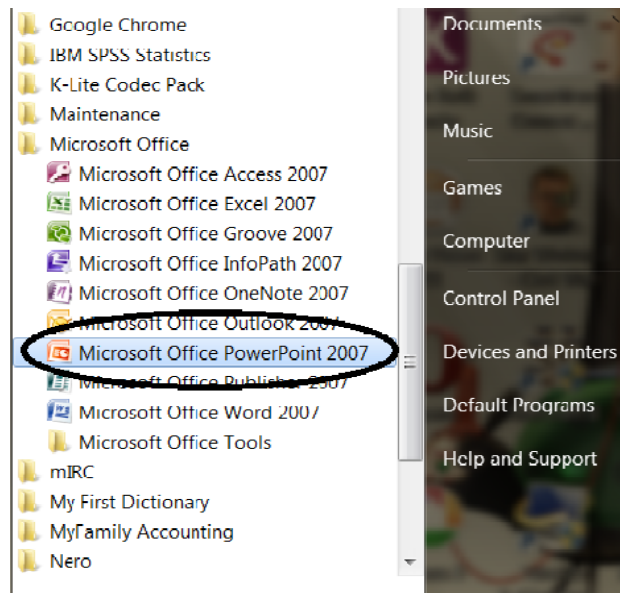 Google Chrome
IBM SPSS Statistics
K-Lite Codec Pack
Maintenance
Microsoft Office
Microsoft Office Access 2007
Microsoft Office Excel 2007
Microsoft Office Groove 2007
Microsoft Office InfoPath 2007
Microsoft Office OneNote 2007
Microsoft Office Outlook 2007
Microsoft Office PowerPoint 2007
Microsoft Office Publisher 2007
Microsoft Office Word 2007
Microsoft Office Tools
mIRC
My First Dictionary
MyFamily Accounting
Nero
Documents
Pictures
Music
Games
Computer
Control Panel
Devices and Printers
Default Programs
Help and Support